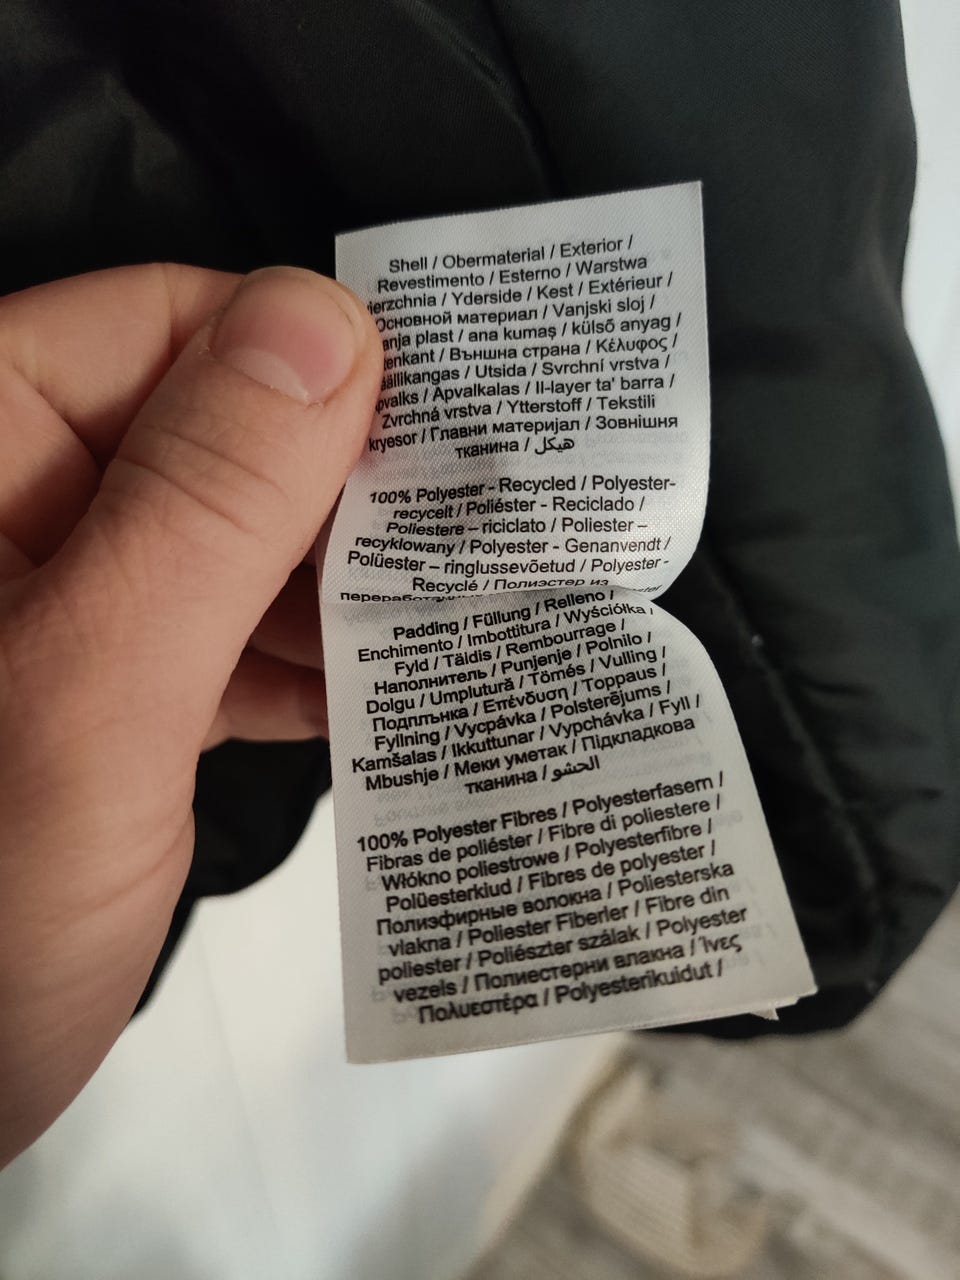 Shell / Obermaterial / Exterior /
Revestimento / Esterno / Warstwa
/ Yderside / Kest / Extérieur /
Основной материал / Vanjski sloj /
plast / ana kumaş / külső anyag /
/ Външна страна / Κέλυφος /
/ Utsida / Svrchní vrstva /
/ Apvalkalas / Il-layer ta' barra /
Zvrchná vrstva / Ytterstoff / Tekstili
kryesor / Главни материјал / Зовнішня
тканина / هيكل
100% Polyester - Recycled / Polyester-
recycelt / Poliéster - Reciclado /
Poliestere – riciclato / Poliester –
recyklowany / Polyester - Genanvendt /
Polüester – ringlussevõetud / Polyester -
Recyclé / Полиэстер из
Padding / Füllung / Relleno /
Enchimento / Imbottitura / Wyściółka /
Fyld / Täidis / Rembourrage /
Наполнитель / Punjenje / Polnilo /
Dolgu / Umplutură / Tömés / Vulling /
Подплънка / Επένδυση / Toppaus /
Fyllning / Vycpávka / Polsterējums /
Kamšalas / Ikkuttunar / Vypchávka / Fyll /
Mbushje / Меки уметак / Підкладкова
тканина / الحشو
100% Polyester Fibres / Polyesterfasern /
Fibras de poliéster / Fibre di poliestere /
Włókno poliestrowe / Polyesterfibre /
Polüesterkiud / Fibres de polyester /
Полиэфирные волокна / Poliesterska
vlakna / Poliester Fiberler / Fibre din
poliester / Poliészter szálak / Polyester
vezels / Полиестерни влакна / Ίνες
Πολυεστέρα / Polyesterikuidut /